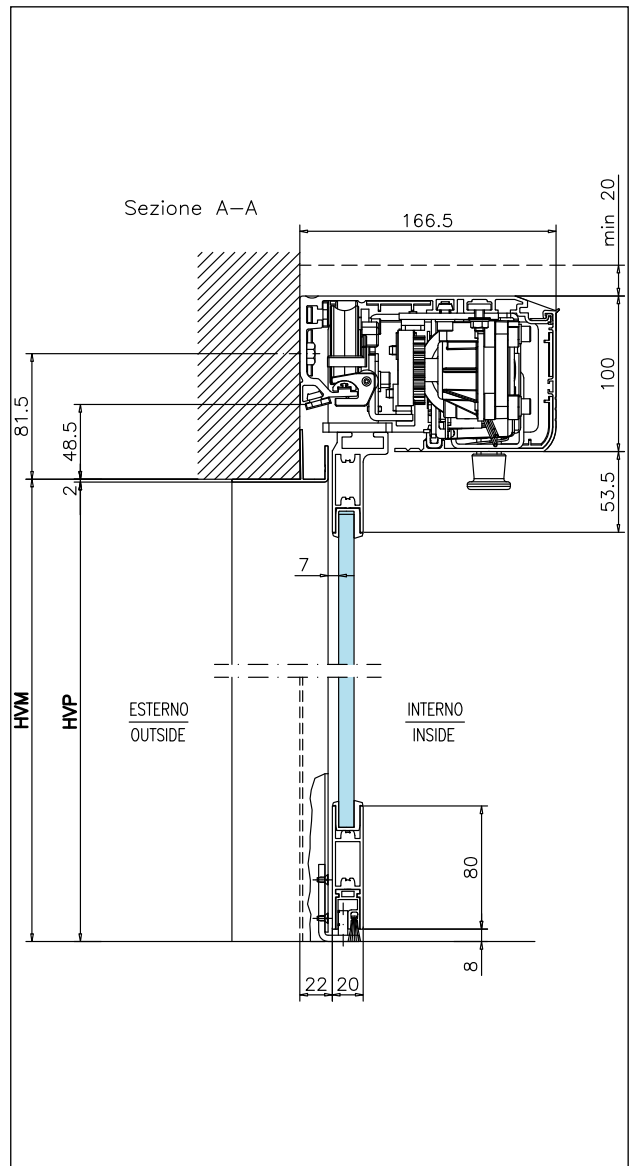 Sezione A-A
166.5
min 20
81.5
48.5
100
2
53.5
7
HVM
HVP
ESTERNO
OUTSIDE
INTERNO
INSIDE
80
8
22
20